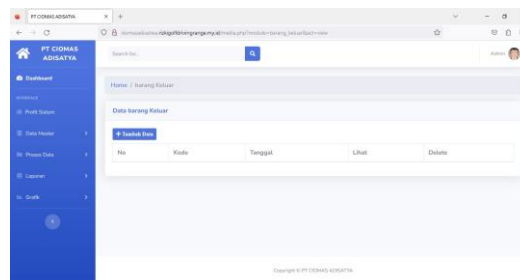 PT CIOMAS ADISATYA
PT CIOMAS
ADISATYA
Search for...
Admin
Dashboard
INTERFACE
Profil Sistem
Data Master
Proses Data
Laporan
Grafik
Home / barang Keluar
Data barang Keluar
+ Tambah Data
No Kode Tanggal Lihat Delete
Copyright © PT CIOMAS ADISATYA